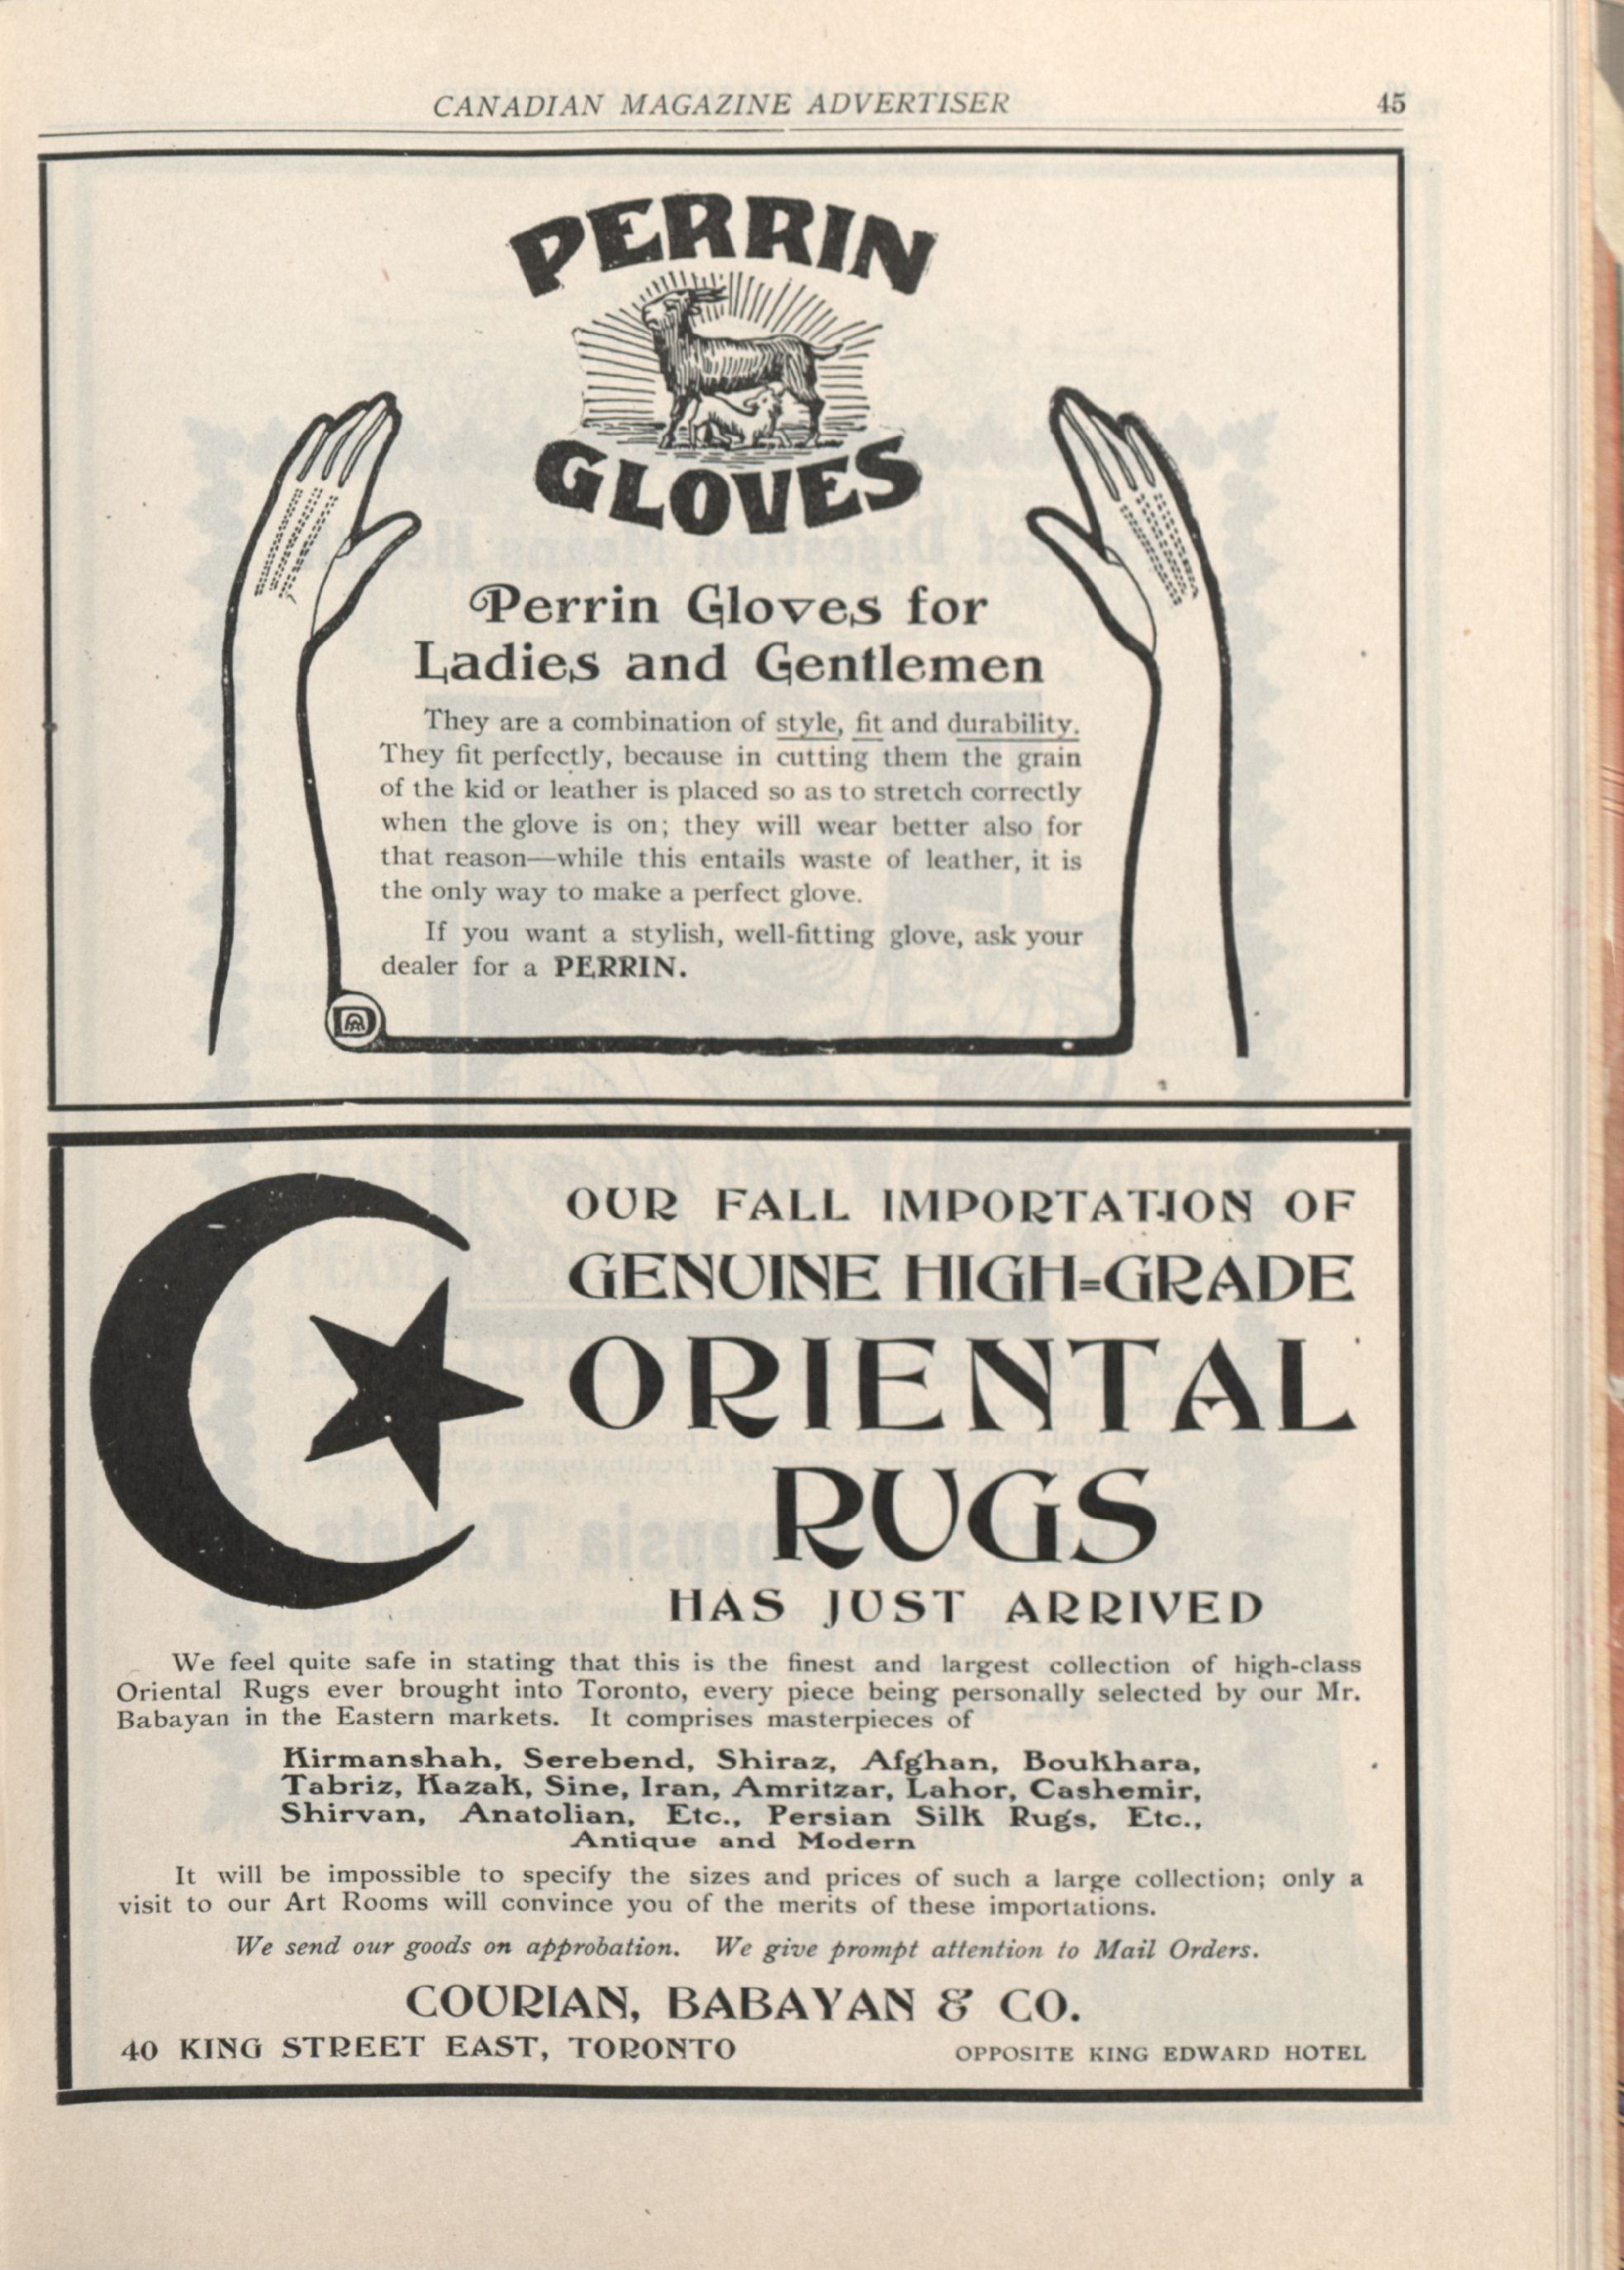 CANADIAN MAGAZINE ADVERTISER 45
PERRIN
GLOVES
Perrin Gloves for
Ladies and Gentlemen
They are a combination of style, fit and durability.
They fit perfectly, because in cutting them the grain
of the kid or leather is placed so as to stretch correctly
when the glove is on; they will wear better also for
that reason—while this entails waste of leather, it is
the only way to make a perfect glove.
If you want a stylish, well-fitting glove, ask your
dealer for a PERRIN.
OUR FALL IMPORTATION OF
GENUINE HIGH-GRADE
ORIENTAL
RUGS
HAS JUST ARRIVED
We feel quite safe in stating that this is the finest and largest collection of high-class
Oriental Rugs ever brought into Toronto, every piece being personally selected by our Mr.
Babayan in the Eastern markets. It comprises masterpieces of
Kirmanshah, Serebend, Shiraz, Afghan, Boukhara,
Tabriz, Kazak, Sine, Iran, Amritzar, Lahor, Cashemir,
Shirvan, Anatolian, Etc., Persian Silk Rugs, Etc.,
Antique and Modern
It will be impossible to specify the sizes and prices of such a large collection; only a
visit to our Art Rooms will convince you of the merits of these importations.
We send our goods on approbation. We give prompt attention to Mail Orders.
COURIAN, BABAYAN & CO.
40 KING STREET EAST, TORONTO OPPOSITE KING EDWARD HOTEL